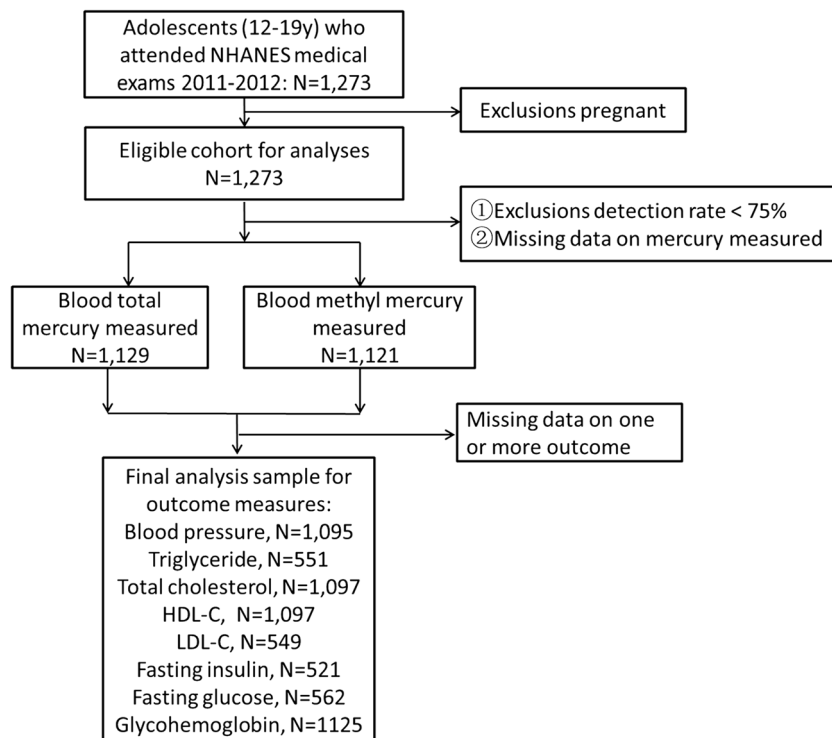 Adolescents (12-19y) who
attended NHANES medical
exams 2011-2012: N=1,273
Exclusions pregnant
Eligible cohort for analyses
N=1,273
①Exclusions detection rate < 75%
②Missing data on mercury measured
Blood total
mercury measured
N=1,129
Blood methyl mercury
measured
N=1,121
Missing data on one
or more outcome
Final analysis sample for
outcome measures:
Blood pressure, N=1,095
Triglyceride, N=551
Total cholesterol, N=1,097
HDL-C, N=1,097
LDL-C, N=549
Fasting insulin, N=521
Fasting glucose, N=562
Glycohemoglobin, N=1125